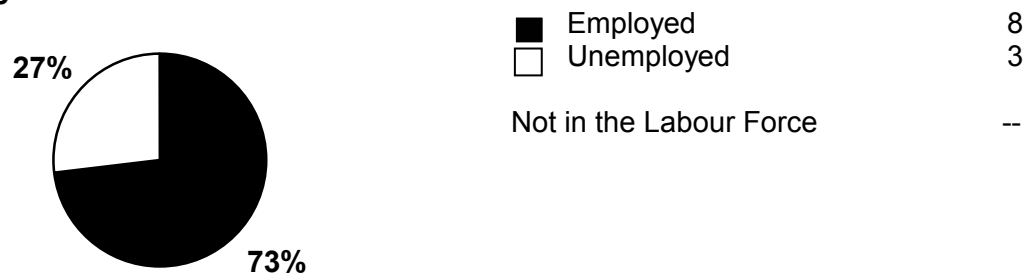 Employed 8
Unemployed 3
27%
Not in the Labour Force --
73%